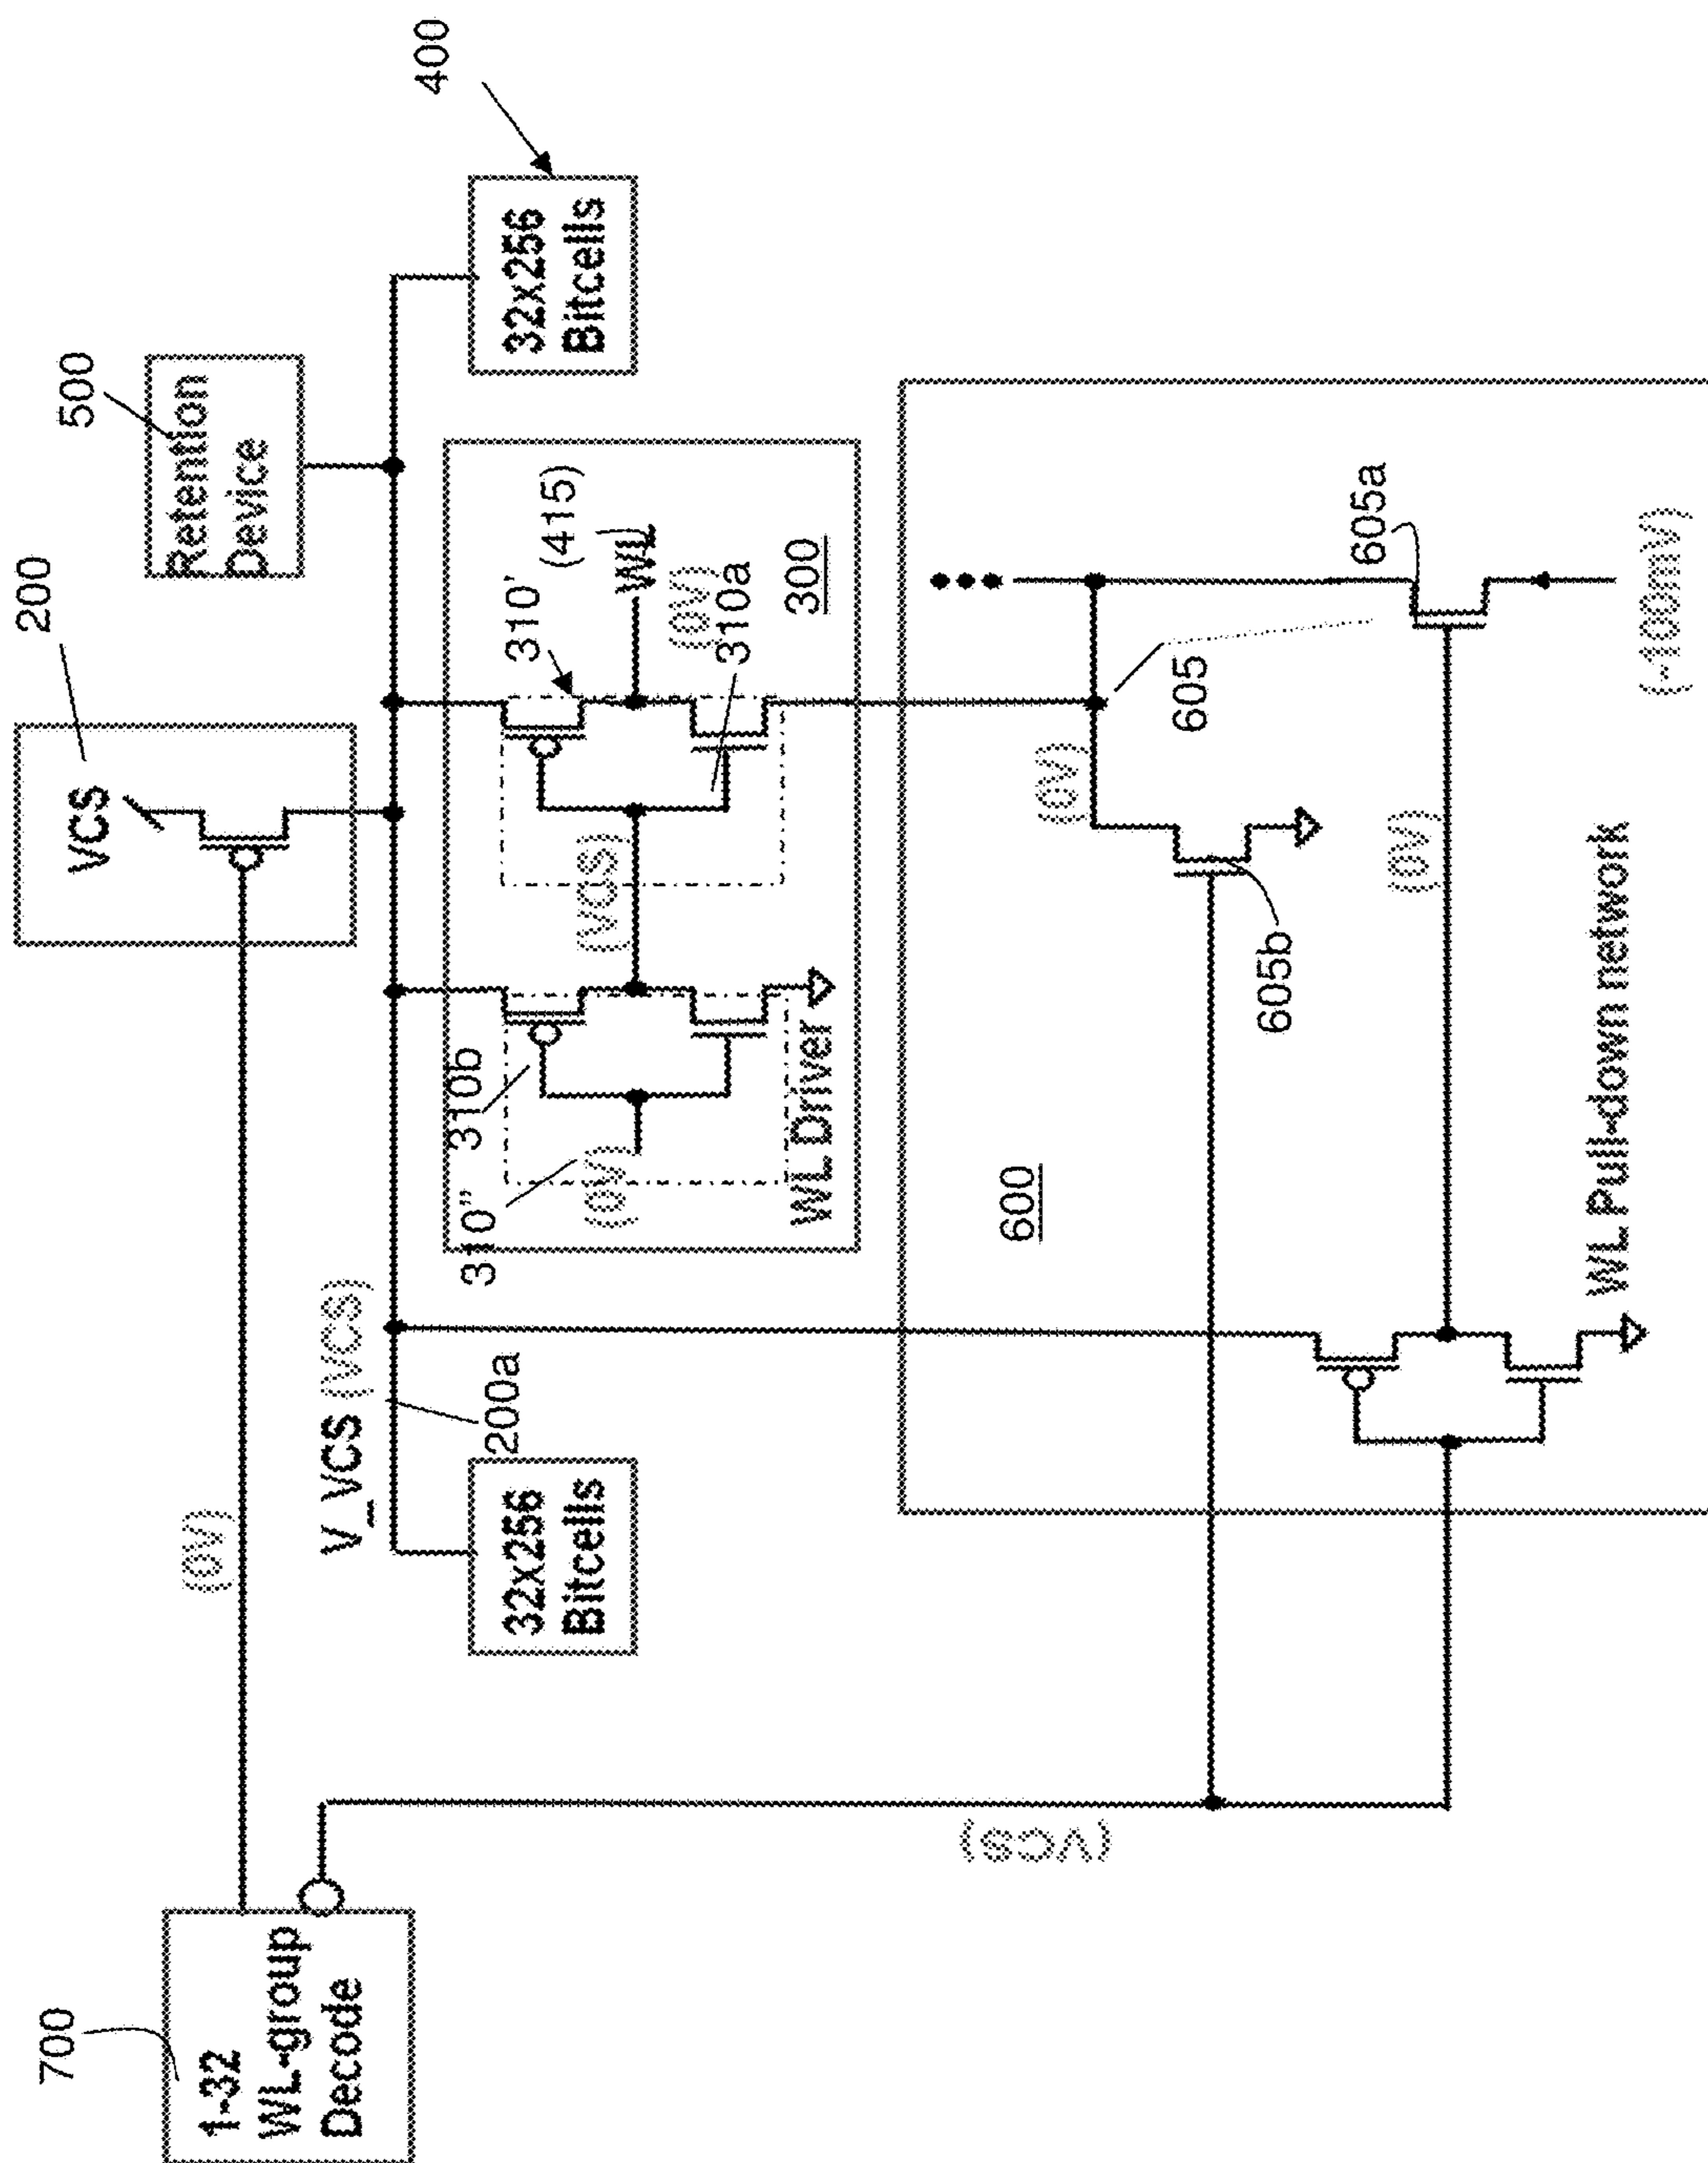 700
1-32
WL-group
Decode
(0V)
200
VCS
500
Retention
Device
400
V_VCS (VCS)
200a
32x256
Bitcells
32x256
Bitcells
310"
310b
(0V)
WL Driver
(VCS)
310'
(415)
WL
(0V)
310a
300
(VCS)
600
(0V)
605
605b
605a
(0V)
(-100mV)
WL Pull-down network